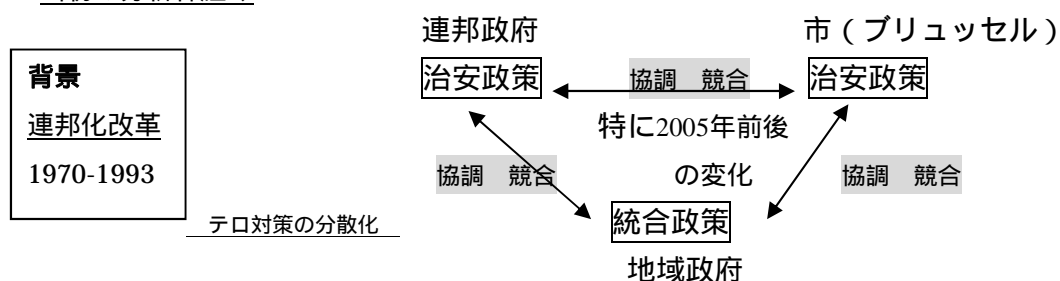 連邦政府
市（ブリュッセル）
背景
連邦化改革
1970-1993
治安政策
協調　競合
治安政策
特に2005年前後
の変化
協調　競合
協調　競合
テロ対策の分散化
統合政策
地域政府